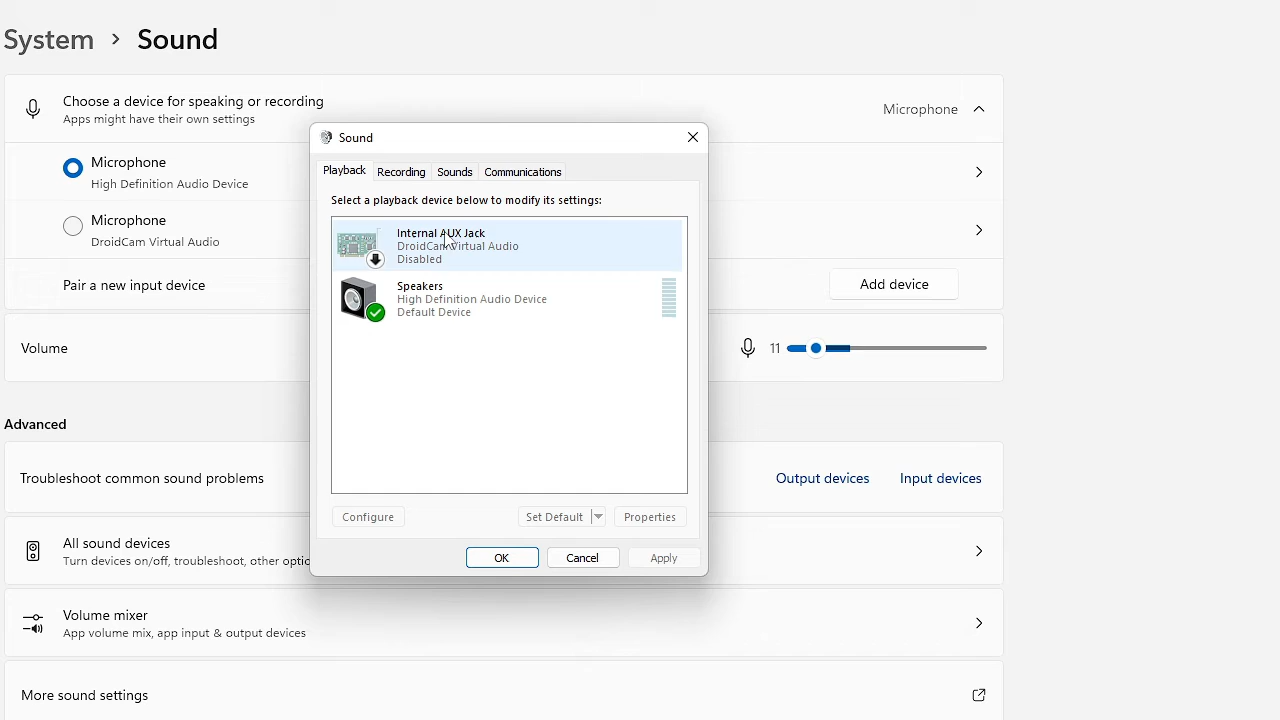 System > Sound
Choose a device for speaking or recording
Apps might have their own settings
Microphone
Microphone
High Definition Audio Device
Microphone
DroidCam Virtual Audio
Pair a new input device
Add device
Volume
11
Advanced
Troubleshoot common sound problems
Output devices
Input devices
All sound devices
Turn devices on/off, troubleshoot, other optio
Volume mixer
App volume mix, app input & output devices
More sound settings
Sound
Playback Recording Sounds Communications
Select a playback device below to modify its settings:
Internal AUX Jack
DroidCam Virtual Audio
Disabled
Speakers
High Definition Audio Device
Default Device
Configure
Set Default
Properties
OK
Cancel
Apply